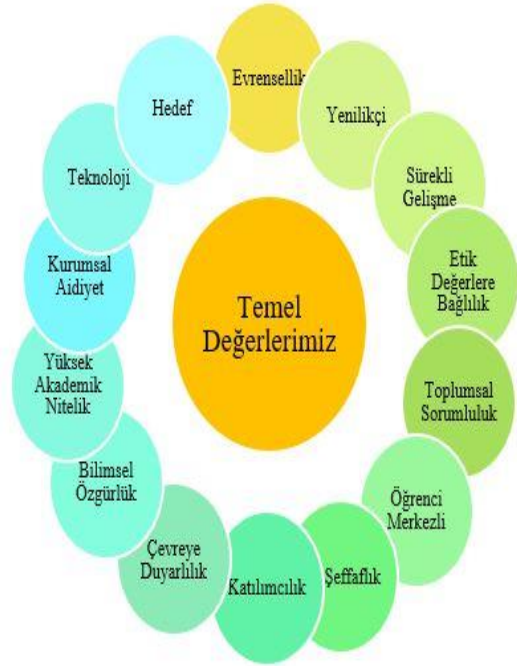 Temel
Değerlerimiz
Evrensellik
Yenilikçi
Sürekli
Gelişme
Etik
Değerlere
Bağlılık
Toplumsal
Sorumluluk
Öğrenci
Merkezli
Şeffaflık
Katılımcılık
Çevreye
Duyarlılık
Bilimsel
Özgürlük
Yüksek
Akademik
Nitelik
Kurumsal
Aidiyet
Teknoloji
Hedef